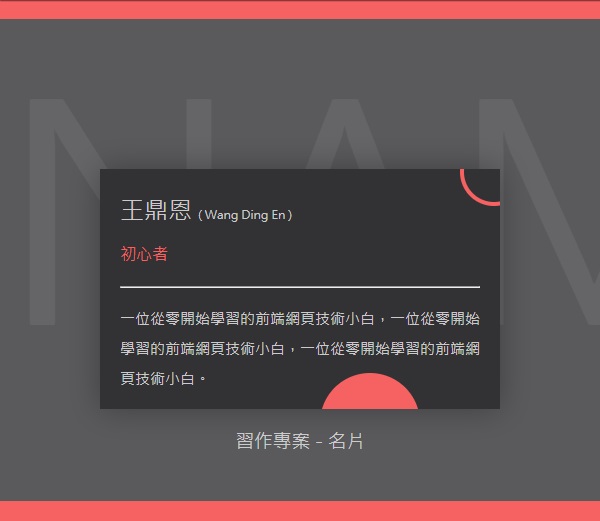 王鼎恩 ( Wang Ding En )
初心者
一位從零開始學習的前端網頁技術小白，一位從零開始
學習的前端網頁技術小白，一位從零開始學習的前端網
頁技術小白。
習作專案 - 名片